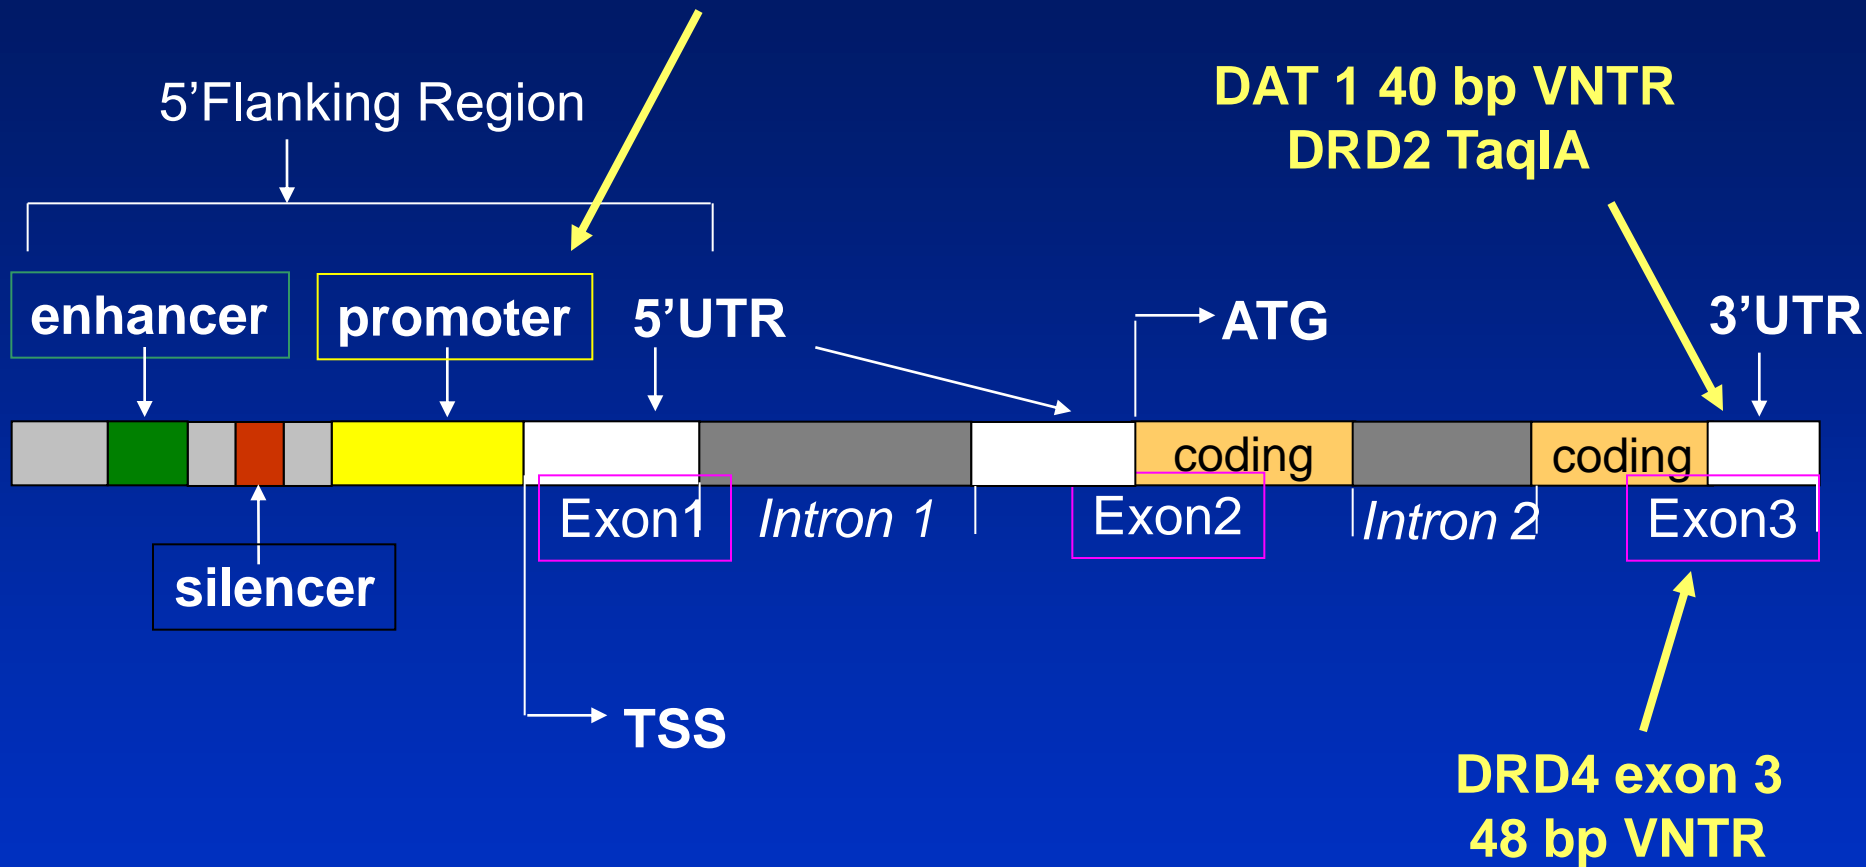 5’Flanking Region
DAT 1 40 bp VNTR
DRD2 TaqIA
enhancer
promoter
5’UTR
ATG
3’UTR
coding
coding
Exon1
Intron 1
Exon2
Intron 2
Exon3
silencer
TSS
DRD4 exon 3
48 bp VNTR